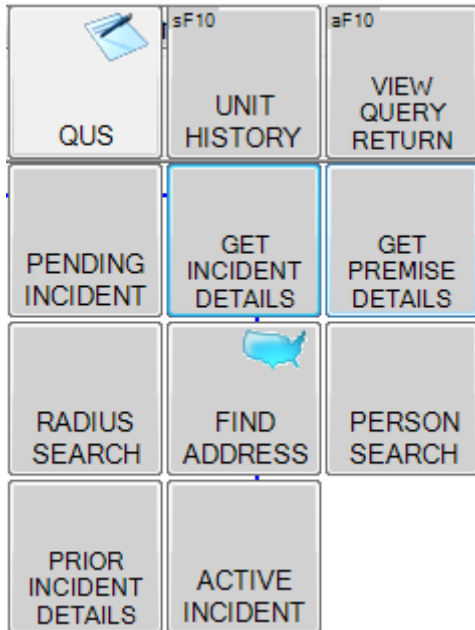 sF10
aF10
QUS
UNIT
HISTORY
VIEW
QUERY
RETURN
PENDING
INCIDENT
GET
INCIDENT
DETAILS
GET
PREMISE
DETAILS
RADIUS
SEARCH
FIND
ADDRESS
PERSON
SEARCH
PRIOR
INCIDENT
DETAILS
ACTIVE
INCIDENT